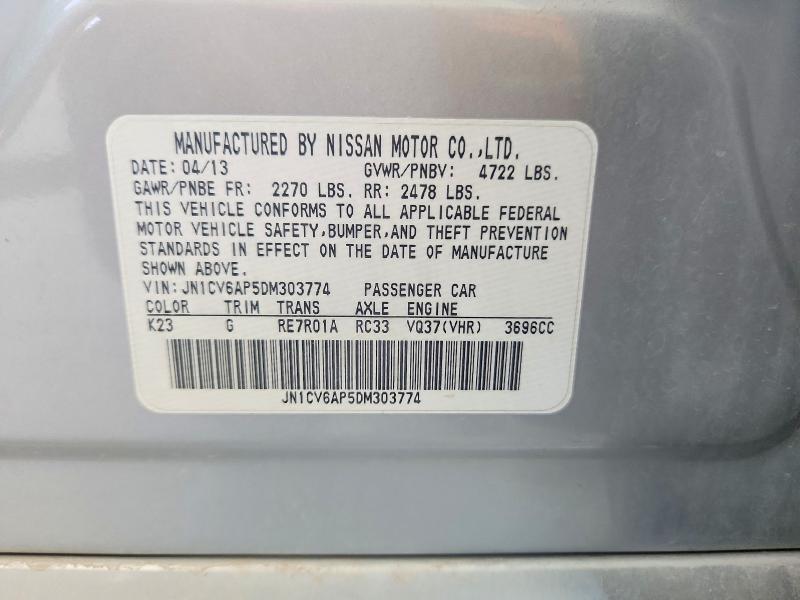 MANUFACTURED BY NISSAN MOTOR CO.,LTD.
DATE: 04/13 GVWR/PNBV: 4722 LBS.
GAWR/PNBE FR: 2270 LBS. RR: 2478 LBS.
THIS VEHICLE CONFORMS TO ALL APPLICABLE FEDERAL
MOTOR VEHICLE SAFETY,BUMPER,AND THEFT PREVENTION
STANDARDS IN EFFECT ON THE DATE OF MANUFACTURE
SHOWN ABOVE.
VIN:JN1CV6AP5DM303774 PASSENGER CAR
COLOR TRIM TRANS AXLE ENGINE
K23 G RE7R01A RC33 VQ37(VHR) 3696CC
JN1CV6AP5DM303774